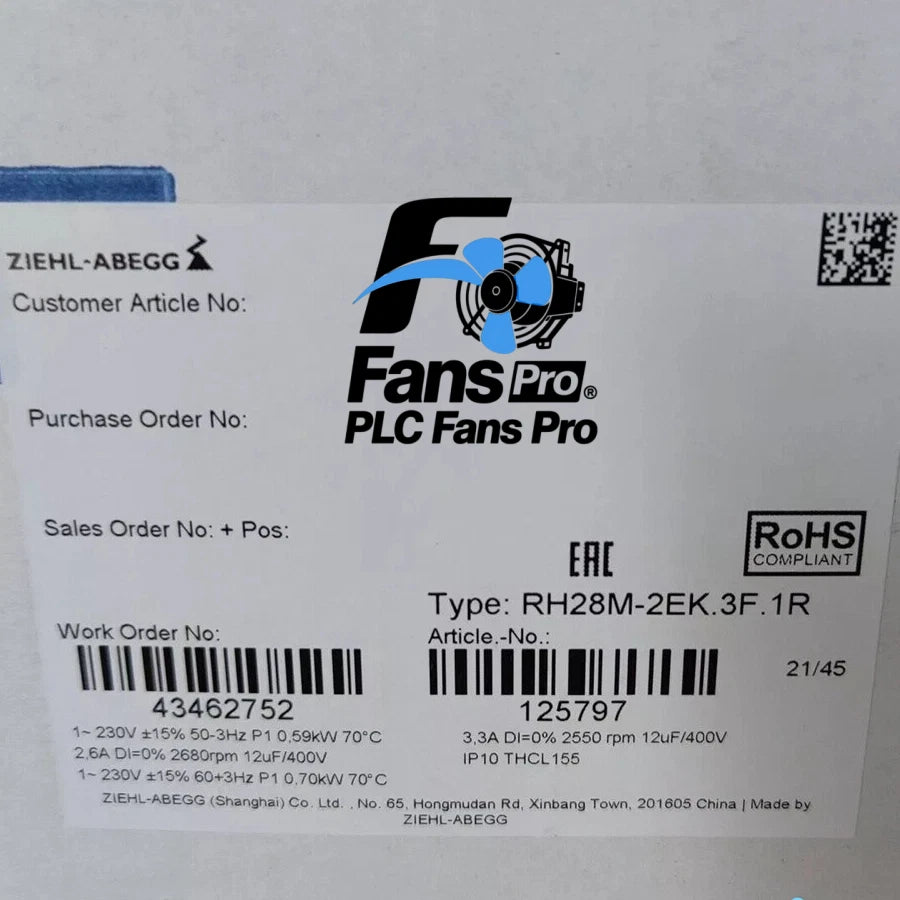 ZIEHL-ABEGG
Customer Article No:
Fans Pro®
PLC Fans Pro
Purchase Order No:
Sales Order No: + Pos:
EAC
RoHS
COMPLIANT
Type: RH28M-2EK.3F.1R
Work Order No:
Article.-No.:
21/45
43462752
125797
1~ 230V ±15% 50-3Hz P1 0,59kW 70°C
2,6A DI=0% 2680rpm 12uF/400V
1~ 230V ±15% 60+3Hz P1 0,70kW 70°C
3,3A DI=0% 2550 rpm 12uF/400V
IP10 THCL155
ZIEHL-ABEGG (Shanghai) Co. Ltd. , No. 65, Hongmudan Rd, Xinbang Town, 201605 China | Made by
ZIEHL-ABEGG